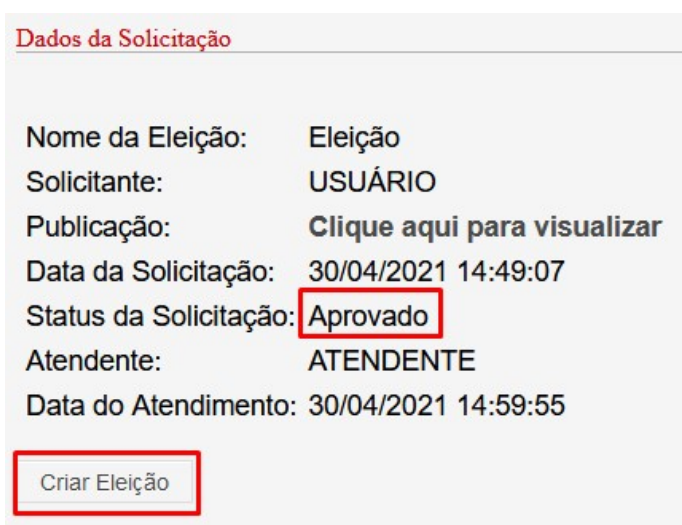 Dados da Solicitação
Nome da Eleição: Eleição
Solicitante: USUÁRIO
Publicação: Clique aqui para visualizar
Data da Solicitação: 30/04/2021 14:49:07
Status da Solicitação: Aprovado
Atendente: ATENDENTE
Data do Atendimento: 30/04/2021 14:59:55
Criar Eleição